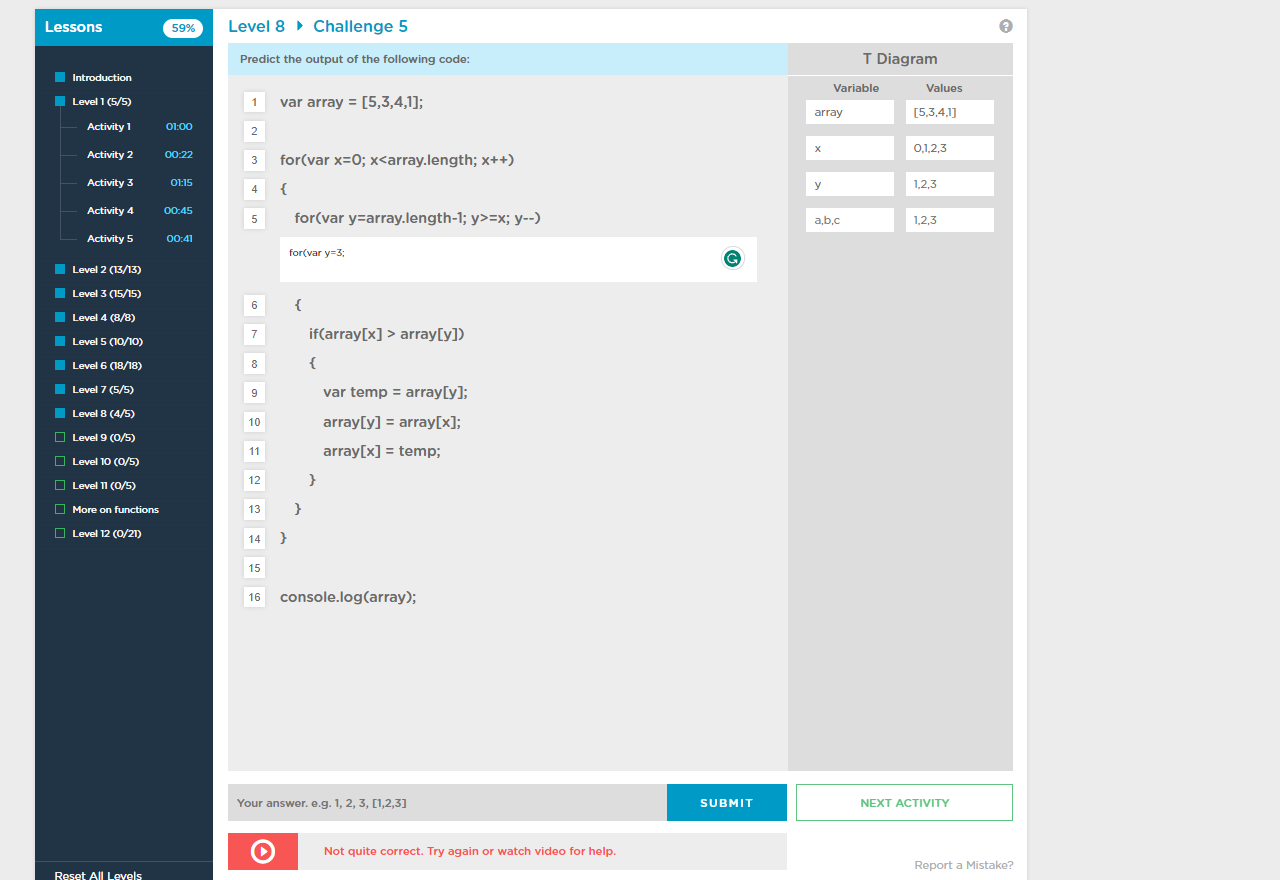 Lessons
59%
Introduction
Level 1 (5/5)
Activity 1 01:00
Activity 2 00:22
Activity 3 01:15
Activity 4 00:45
Activity 5 00:41
Level 2 (13/13)
Level 3 (15/15)
Level 4 (8/8)
Level 5 (10/10)
Level 6 (18/18)
Level 7 (5/5)
Level 8 (4/5)
Level 9 (0/5)
Level 10 (0/5)
Level 11 (0/5)
More on functions
Level 12 (0/21)
Reset All Levels
Level 8 Challenge 5
?
Predict the output of the following code:
1 var array = [5,3,4,1];
2
3 for(var x=0; x<array.length; x++)
4 {
5 for(var y=array.length-1; y>=x; y--)
for(var y=3;
6 {
7 if(array[x] > array[y])
8 {
9 var temp = array[y];
10 array[y] = array[x];
11 array[x] = temp;
12 }
13 }
14 }
15
16 console.log(array);
T Diagram
Variable Values
array [5,3,4,1]
x 0,1,2,3
y 1,2,3
a,b,c 1,2,3
Your answer. e.g. 1, 2, 3, [1,2,3]
SUBMIT
NEXT ACTIVITY
Not quite correct. Try again or watch video for help.
Report a Mistake?